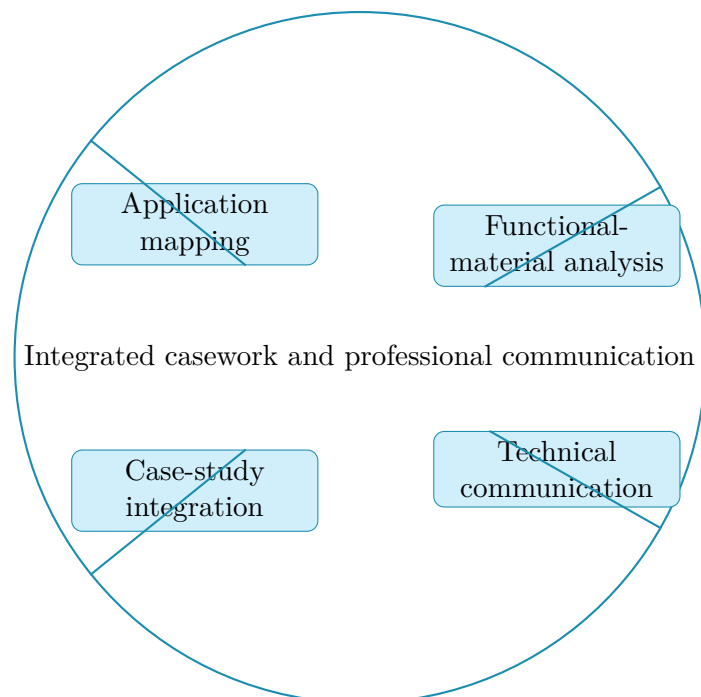 Application
mapping
Functional-
material analysis
Integrated casework and professional communication
Case-study
integration
Technical
communication